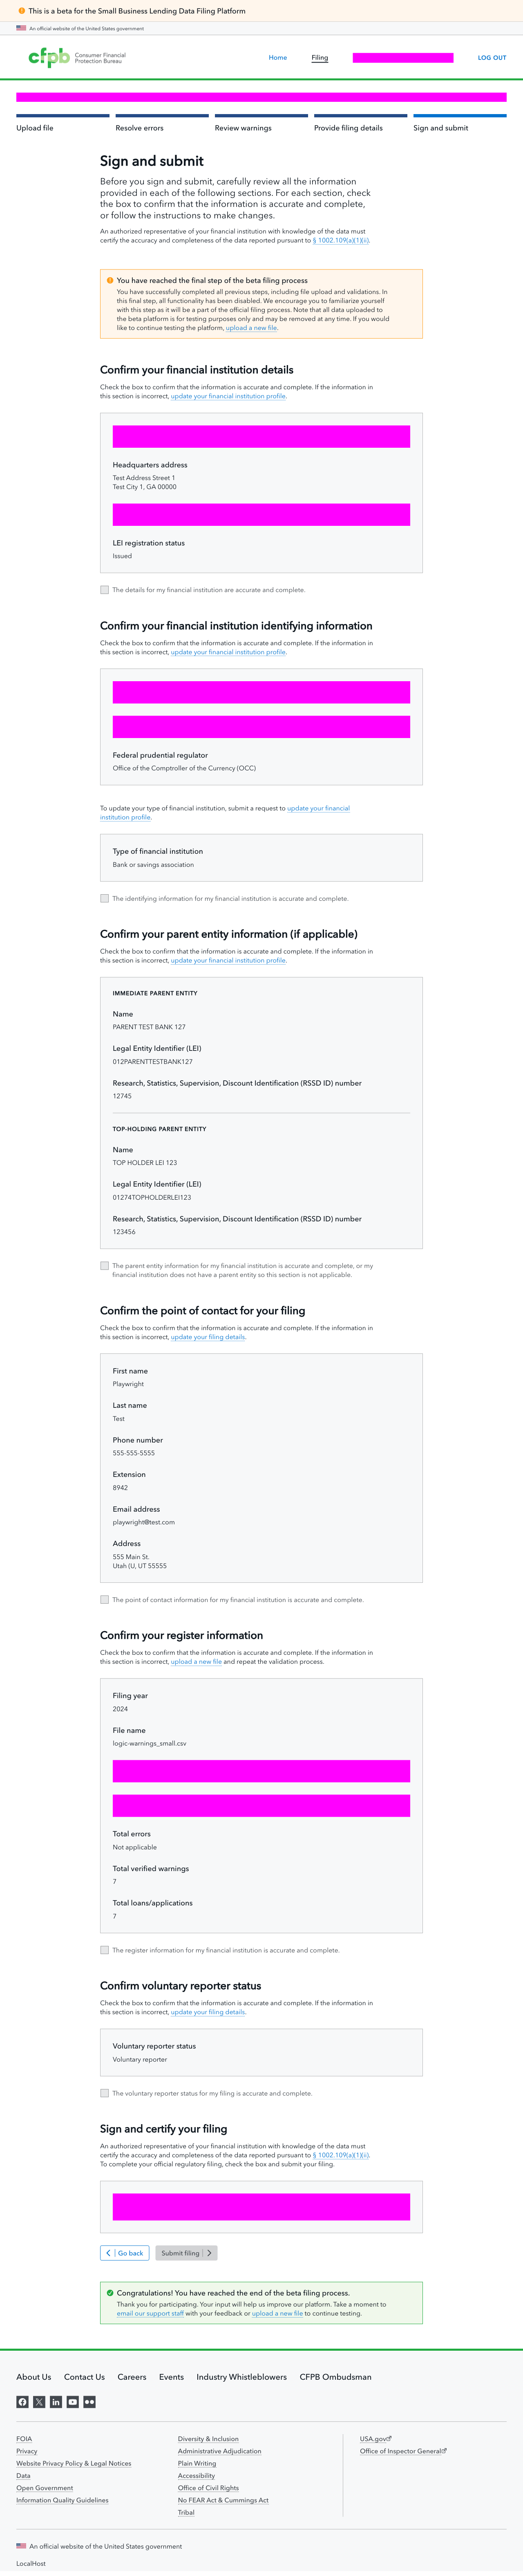 This is a beta for the Small Business Lending Data Filing Platform
An official website of the United States government
cfpb Consumer Financial
Protection Bureau
Home
Filing
LOG OUT
Upload file
Resolve errors
Review warnings
Provide filing details
Sign and submit
Sign and submit
Before you sign and submit, carefully review all the information
provided in each of the following sections. For each section, check
the box to confirm that the information is accurate and complete,
or follow the instructions to make changes.
An authorized representative of your financial institution with knowledge of the data must
certify the accuracy and completeness of the data reported pursuant to § 1002.109(a)(1)(ii).
You have reached the final step of the beta filing process
You have successfully completed all previous steps, including file upload and validations. In
this final step, all functionality has been disabled. We encourage you to familiarize yourself
with this step as it will be a part of the official filing process. Note that all data uploaded to
the beta platform is for testing purposes only and may be removed at any time. If you would
like to continue testing the platform, upload a new file.
Confirm your financial institution details
Check the box to confirm that the information is accurate and complete. If the information in
this section is incorrect, update your financial institution profile.
Headquarters address
Test Address Street 1
Test City 1, GA 00000
LEI registration status
Issued
The details for my financial institution are accurate and complete.
Confirm your financial institution identifying information
Check the box to confirm that the information is accurate and complete. If the information in
this section is incorrect, update your financial institution profile.
Federal prudential regulator
Office of the Comptroller of the Currency (OCC)
To update your type of financial institution, submit a request to update your financial
institution profile.
Type of financial institution
Bank or savings association
The identifying information for my financial institution is accurate and complete.
Confirm your parent entity information (if applicable)
Check the box to confirm that the information is accurate and complete. If the information in
this section is incorrect, update your financial institution profile.
IMMEDIATE PARENT ENTITY
Name
PARENT TEST BANK 127
Legal Entity Identifier (LEI)
012PARENTTESTBANK127
Research, Statistics, Supervision, Discount Identification (RSSD ID) number
12745
TOP-HOLDING PARENT ENTITY
Name
TOP HOLDER LEI 123
Legal Entity Identifier (LEI)
01274TOPHOLDERLEI123
Research, Statistics, Supervision, Discount Identification (RSSD ID) number
123456
The parent entity information for my financial institution is accurate and complete, or my
financial institution does not have a parent entity so this section is not applicable.
Confirm the point of contact for your filing
Check the box to confirm that the information is accurate and complete. If the information in
this section is incorrect, update your filing details.
First name
Playwright
Last name
Test
Phone number
555-555-5555
Extension
8942
Email address
playwright@test.com
Address
555 Main St.
Utah (U, UT 55555
The point of contact information for my financial institution is accurate and complete.
Confirm your register information
Check the box to confirm that the information is accurate and complete. If the information in
this section is incorrect, upload a new file and repeat the validation process.
Filing year
2024
File name
logic-warnings_small.csv
Total errors
Not applicable
Total verified warnings
7
Total loans/applications
7
The register information for my financial institution is accurate and complete.
Confirm voluntary reporter status
Check the box to confirm that the information is accurate and complete. If the information in
this section is incorrect, update your filing details.
Voluntary reporter status
Voluntary reporter
The voluntary reporter status for my filing is accurate and complete.
Sign and certify your filing
An authorized representative of your financial institution with knowledge of the data must
certify the accuracy and completeness of the data reported pursuant to § 1002.109(a)(1)(ii).
To complete your official regulatory filing, check the box and submit your filing.
Go back
Submit filing
Congratulations! You have reached the end of the beta filing process.
Thank you for participating. Your input will help us improve our platform. Take a moment to
email our support staff with your feedback or upload a new file to continue testing.
About Us
Contact Us
Careers
Events
Industry Whistleblowers
CFPB Ombudsman
FOIA
Privacy
Website Privacy Policy & Legal Notices
Data
Open Government
Information Quality Guidelines
Diversity & Inclusion
Administrative Adjudication
Plain Writing
Accessibility
Office of Civil Rights
No FEAR Act & Cummings Act
Tribal
USA.gov
Office of Inspector General
An official website of the United States government
LocalHost